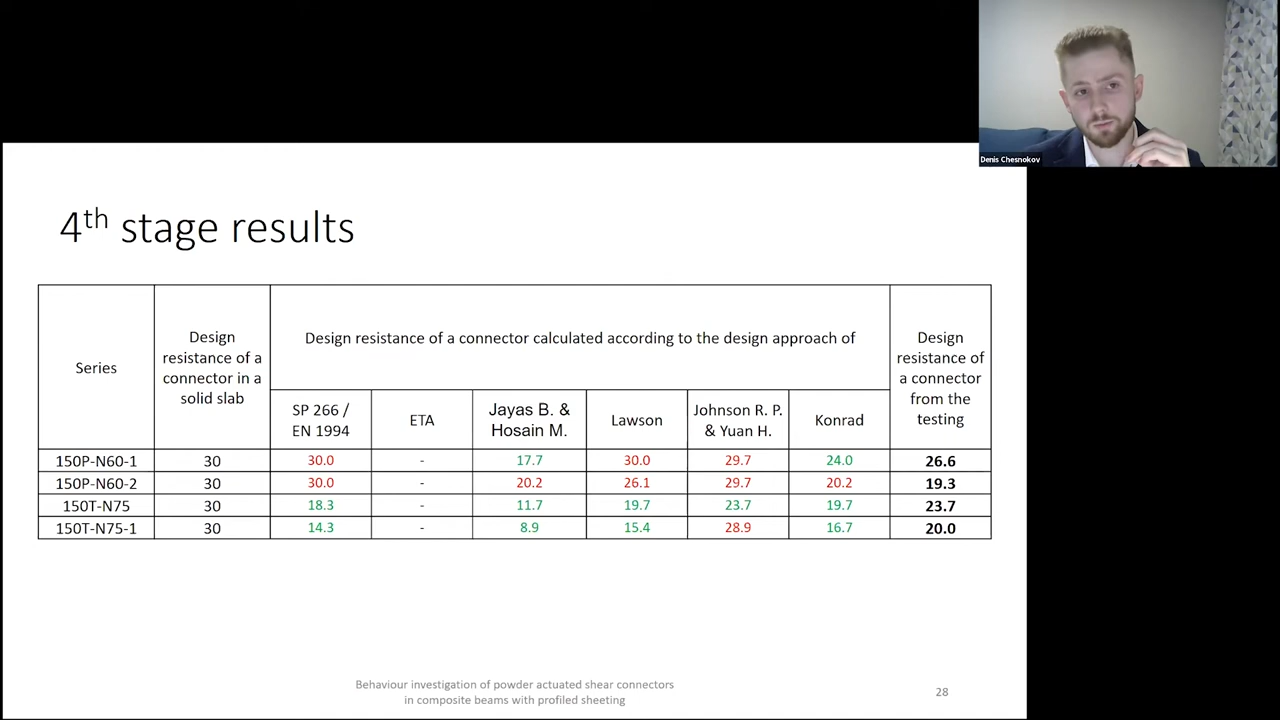 Denis Chesnokov
4th stage results
Series
Design
resistance of a
connector in a
solid slab
Design resistance of a connector calculated according to the design approach of
Design
resistance of
a connector
from the
testing
SP 266 /
EN 1994
ETA
Jayas B. &
Hosain M.
Lawson
Johnson R. P.
& Yuan H.
Konrad
150P-N60-1 30 30.0 - 17.7 30.0 29.7 24.0 26.6
150P-N60-2 30 30.0 - 20.2 26.1 29.7 20.2 19.3
150T-N75 30 18.3 - 11.7 19.7 23.7 19.7 23.7
150T-N75-1 30 14.3 - 8.9 15.4 28.9 16.7 20.0
Behaviour investigation of powder actuated shear connectors
in composite beams with profiled sheeting
28